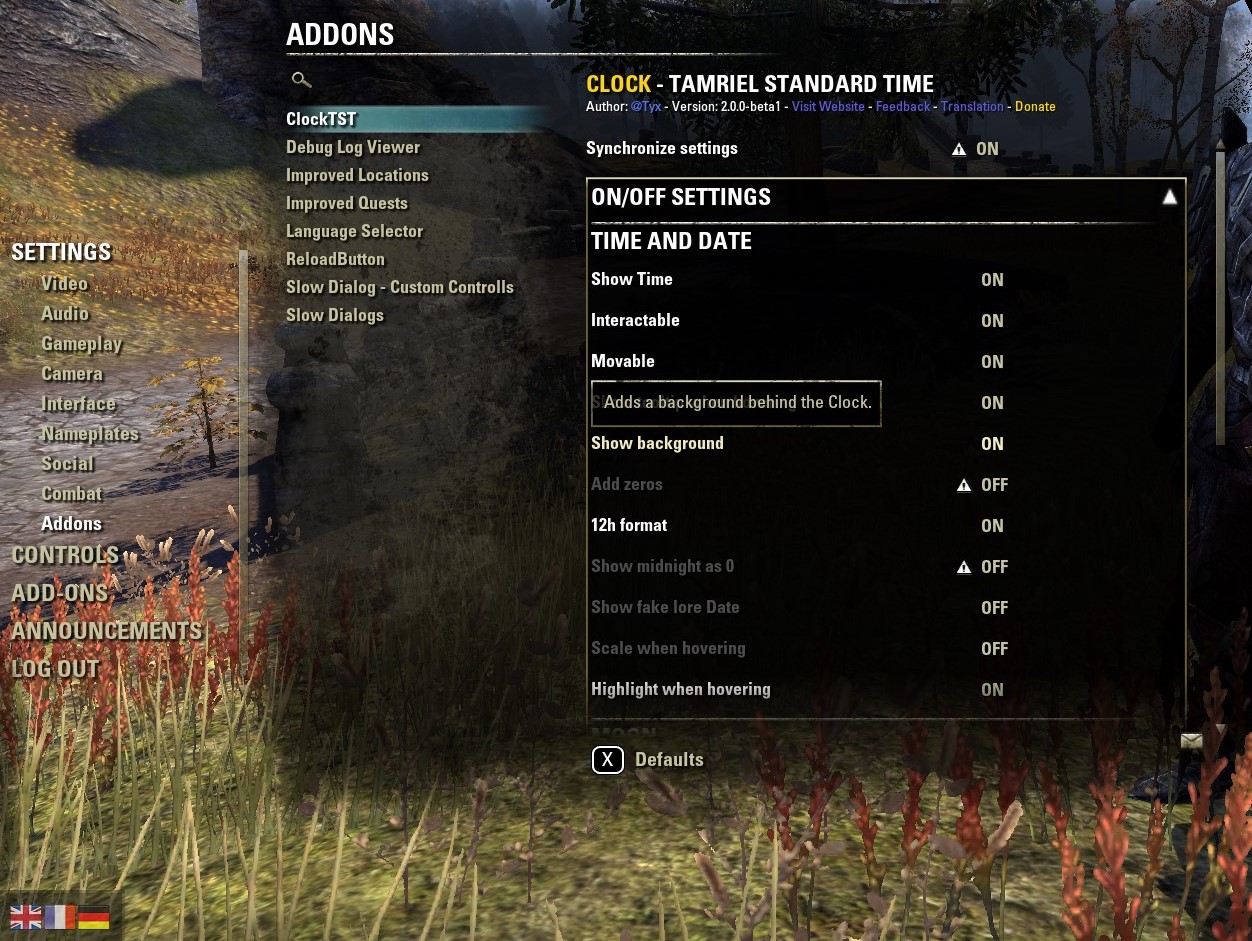 ADDONS
SETTINGS
Video
Audio
Gameplay
Camera
Interface
Nameplates
Social
Combat
Addons
CONTROLS
ADD-ONS
ANNOUNCEMENTS
LOG OUT
ClockTST
Debug Log Viewer
Improved Locations
Improved Quests
Language Selector
ReloadButton
Slow Dialog - Custom Controlls
Slow Dialogs
CLOCK - TAMRIEL STANDARD TIME
Author: @Tyx - Version: 2.0.0-beta1 - Visit Website - Feedback - Translation - Donate
Synchronize settings ON
ON/OFF SETTINGS
TIME AND DATE
Show Time ON
Interactable ON
Movable ON
Adds a background behind the Clock. ON
Show background ON
Add zeros OFF
12h format ON
Show midnight as 0 OFF
Show fake lore Date OFF
Scale when hovering OFF
Highlight when hovering ON
MOON
X Defaults